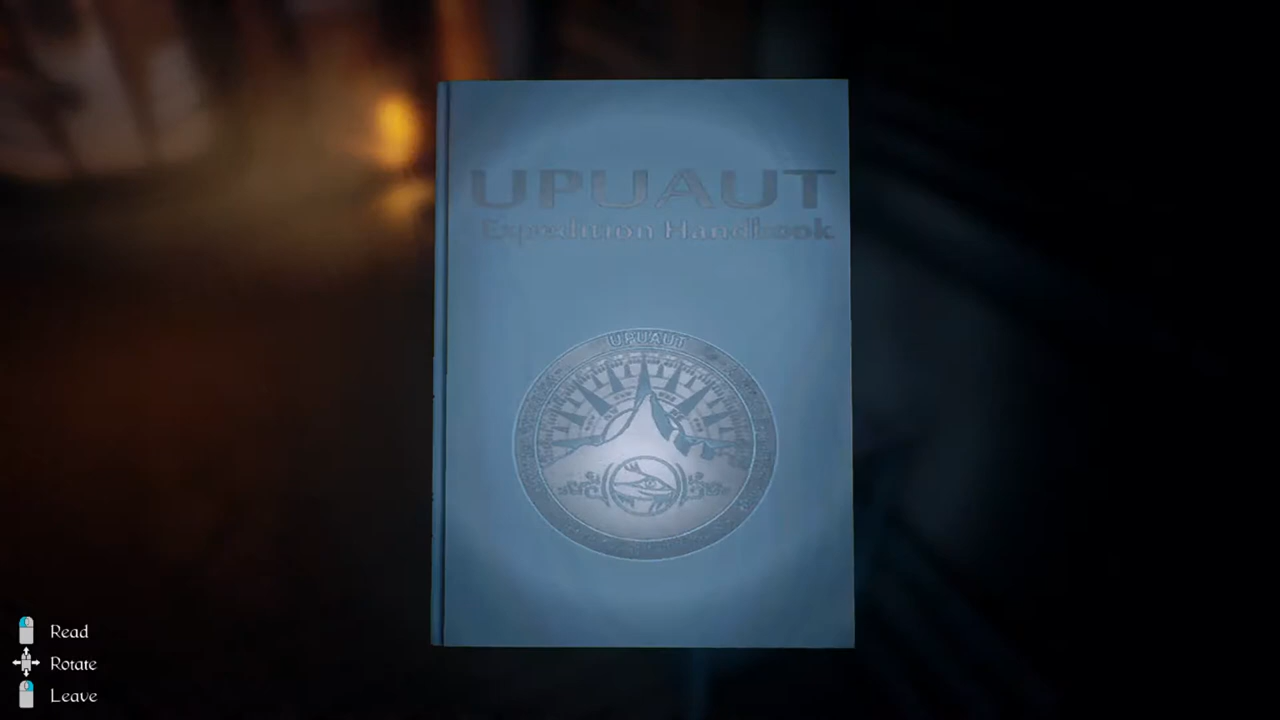 UPUAUT
Expedition Handbook
UPUAUT
Read
Rotate
Leave